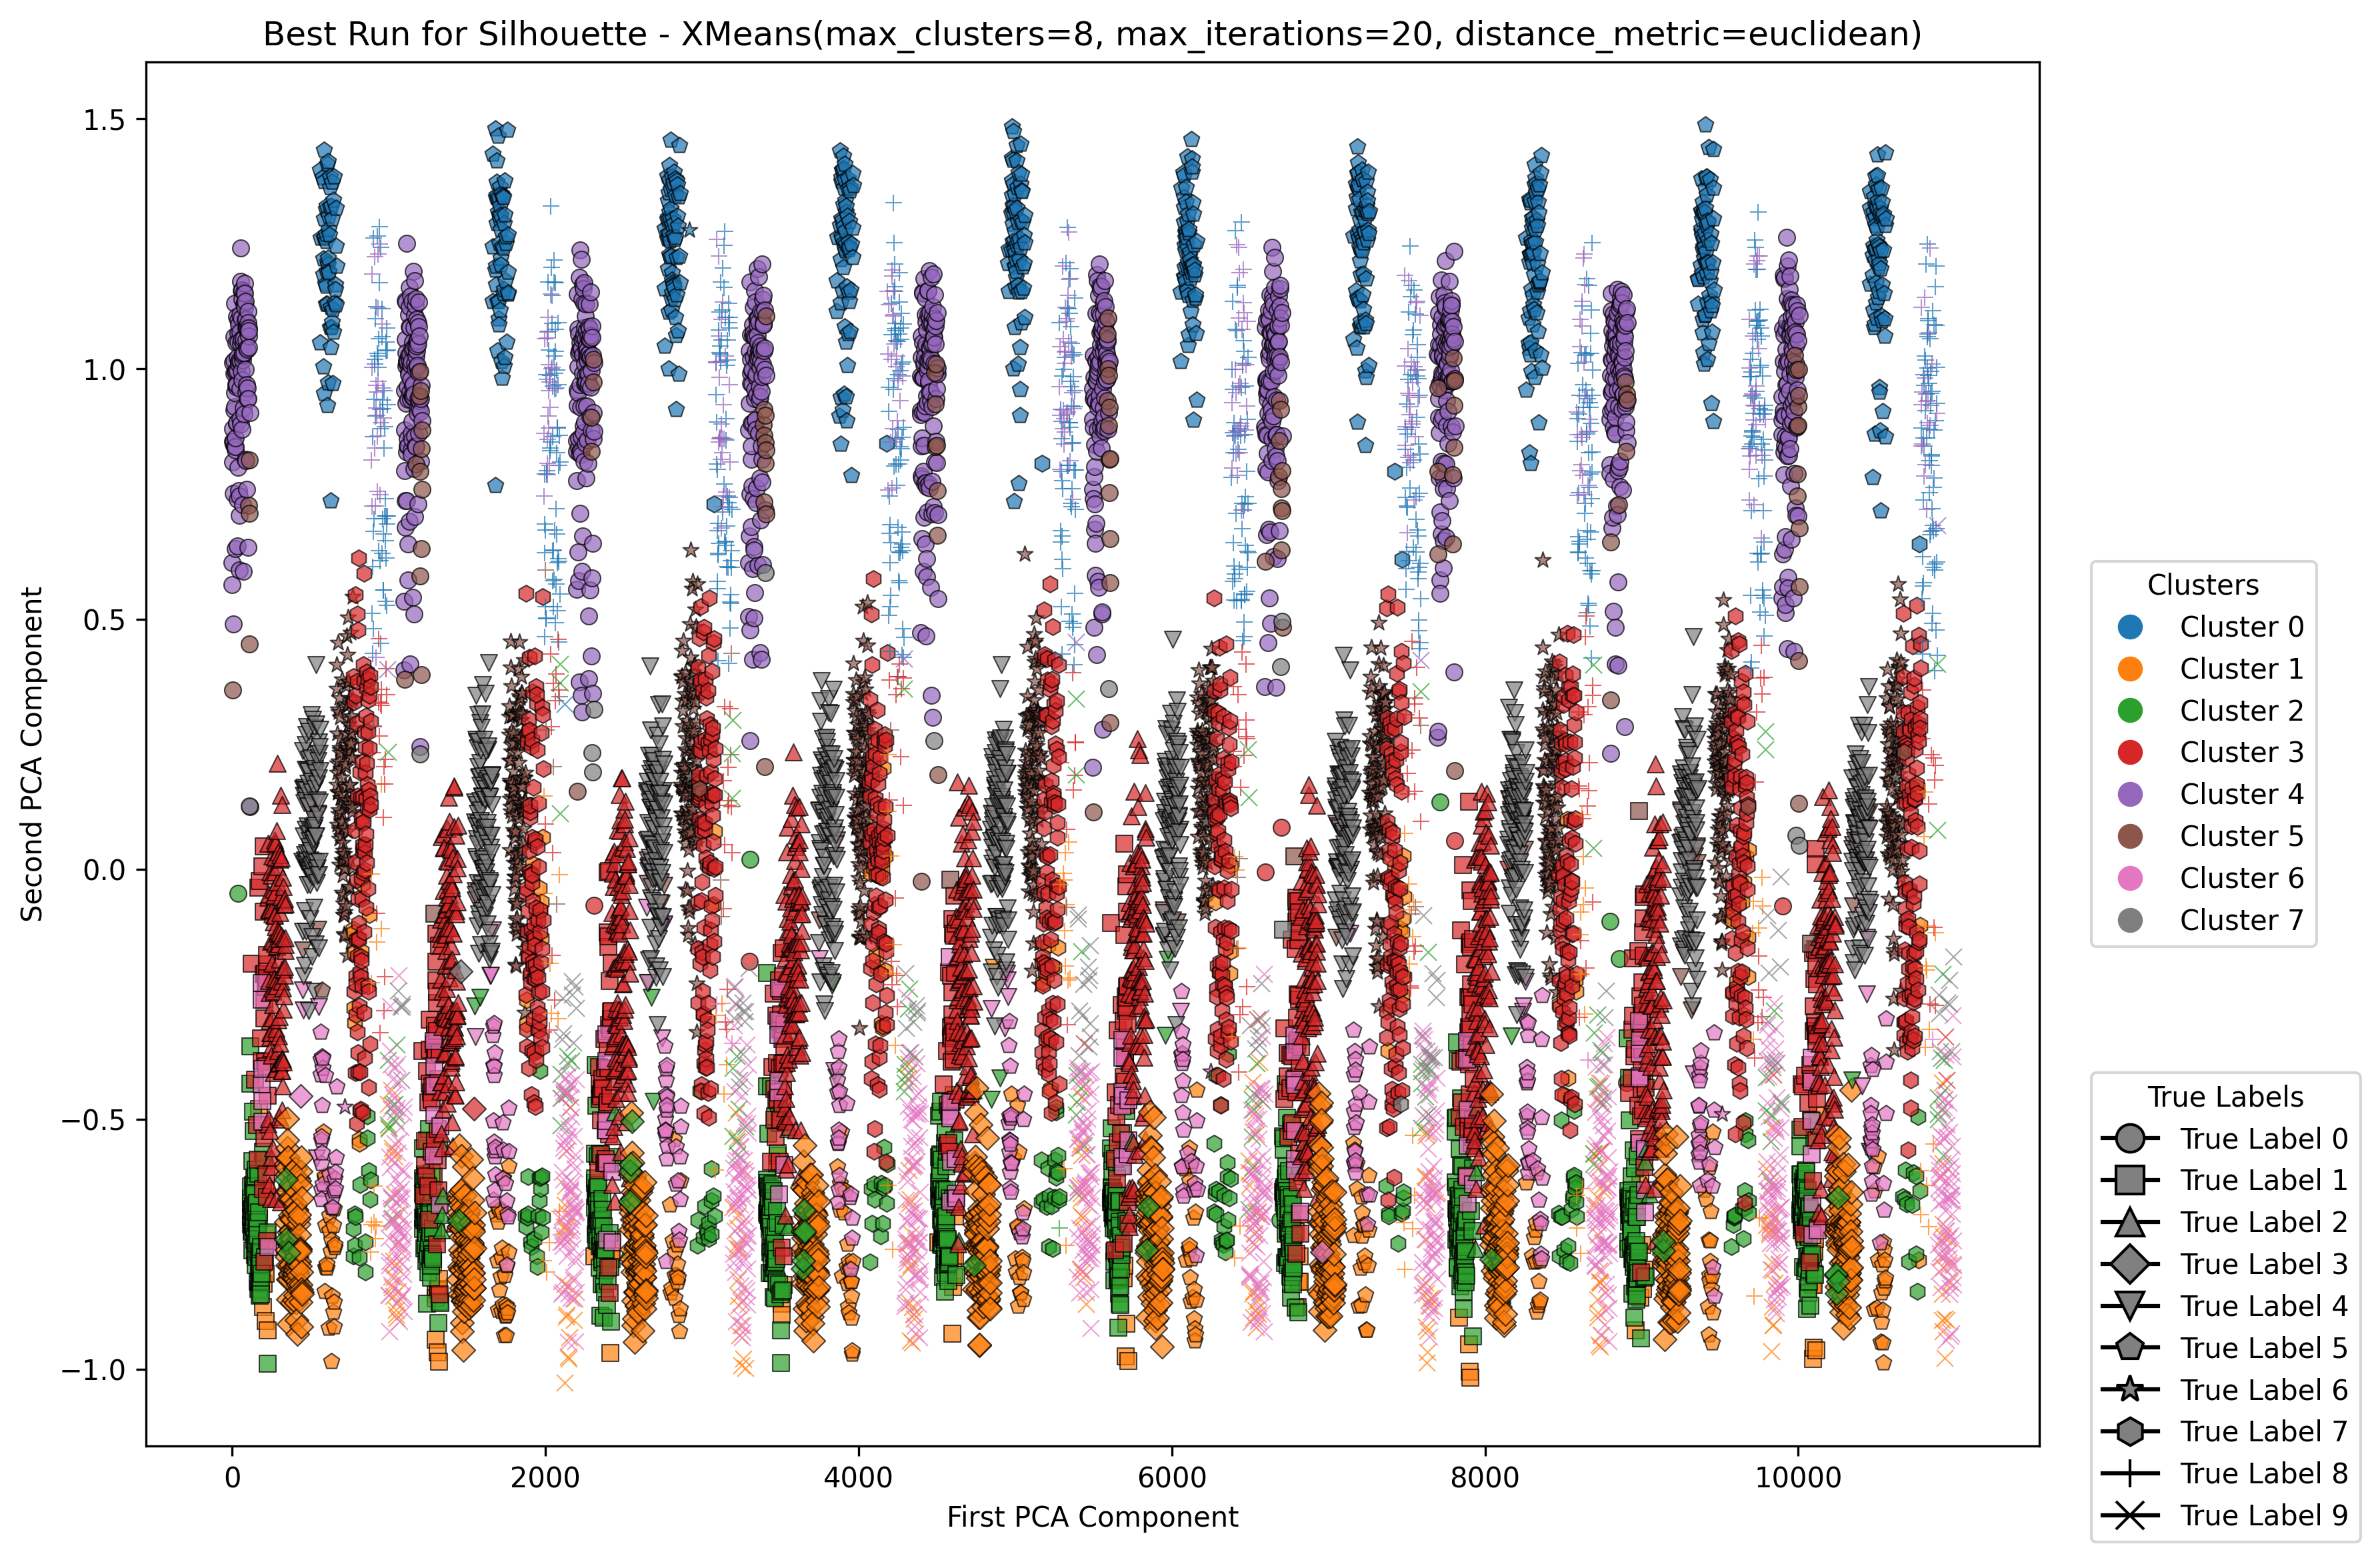 Best Run for Silhouette - XMeans(max_clusters=8, max_iterations=20, distance_metric=euclidean)
1.5
1.0
0.5
0.0
−0.5
−1.0
Second PCA Component
0 2000 4000 6000 8000 10000
First PCA Component
Clusters
Cluster 0
Cluster 1
Cluster 2
Cluster 3
Cluster 4
Cluster 5
Cluster 6
Cluster 7
True Labels
True Label 0
True Label 1
True Label 2
True Label 3
True Label 4
True Label 5
True Label 6
True Label 7
True Label 8
True Label 9